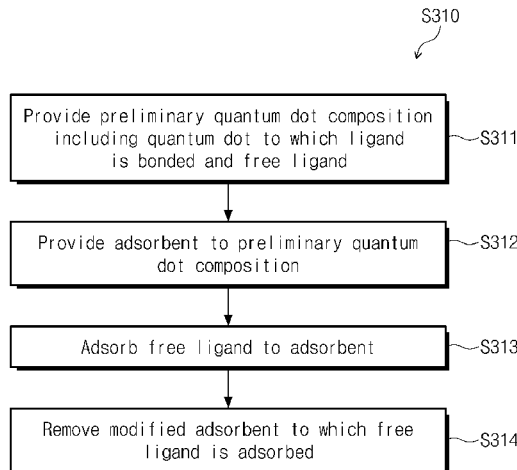 S310
Provide preliminary quantum dot composition
including quantum dot to which ligand
is bonded and free ligand
S311
Provide adsorbent to preliminary quantum
dot composition
S312
Adsorb free ligand to adsorbent
S313
Remove modified adsorbent to which free
ligand is adsorbed
S314